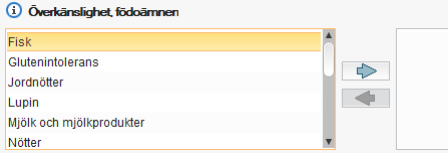 Överkänslighet, födoämnen
Fisk
Glutenintolerans
Jordnötter
Lupin
Mjölk och mjölkprodukter
Nötter